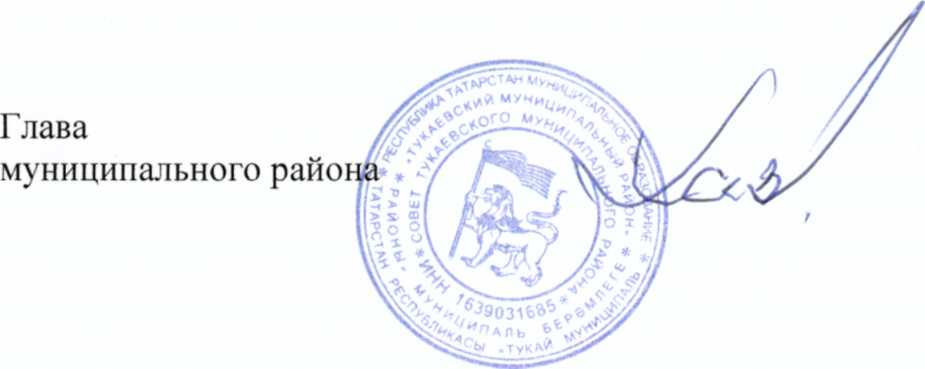 Глава
муниципального района
РЕСПУБЛИКА ТАТАРСТАН МУНИЦИПАЛЬНОЕ ОБРАЗОВАНИЕ *
ТАТАРСТАН РЕСПУБЛИКАСЫ «ТУКАЙ МУНИЦИПАЛЬ *
* «ТУКАЕВСКИЙ МУНИЦИПАЛЬНЫЙ РАЙОН» *
РАЙОНЫ» МУНИЦИПАЛЬ БЕРӘМЛЕГЕ
* СОВЕТ ТУКАЕВСКОГО МУНИЦИПАЛЬНОГО РАЙОНА *
ИНН 1639031685